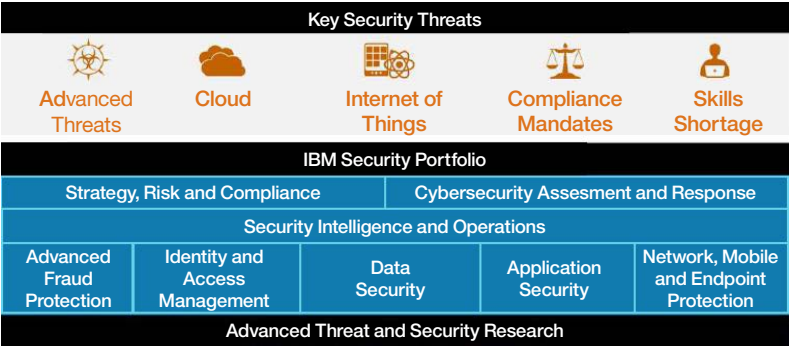 Key Security Threats
Advanced
Threats
Cloud
Internet of
Things
Compliance
Mandates
Skills
Shortage
IBM Security Portfolio
Strategy, Risk and Compliance
Cybersecurity Assesment and Response
Security Intelligence and Operations
Advanced
Fraud
Protection
Identity and
Access
Management
Data
Security
Application
Security
Network, Mobile
and Endpoint
Protection
Advanced Threat and Security Research